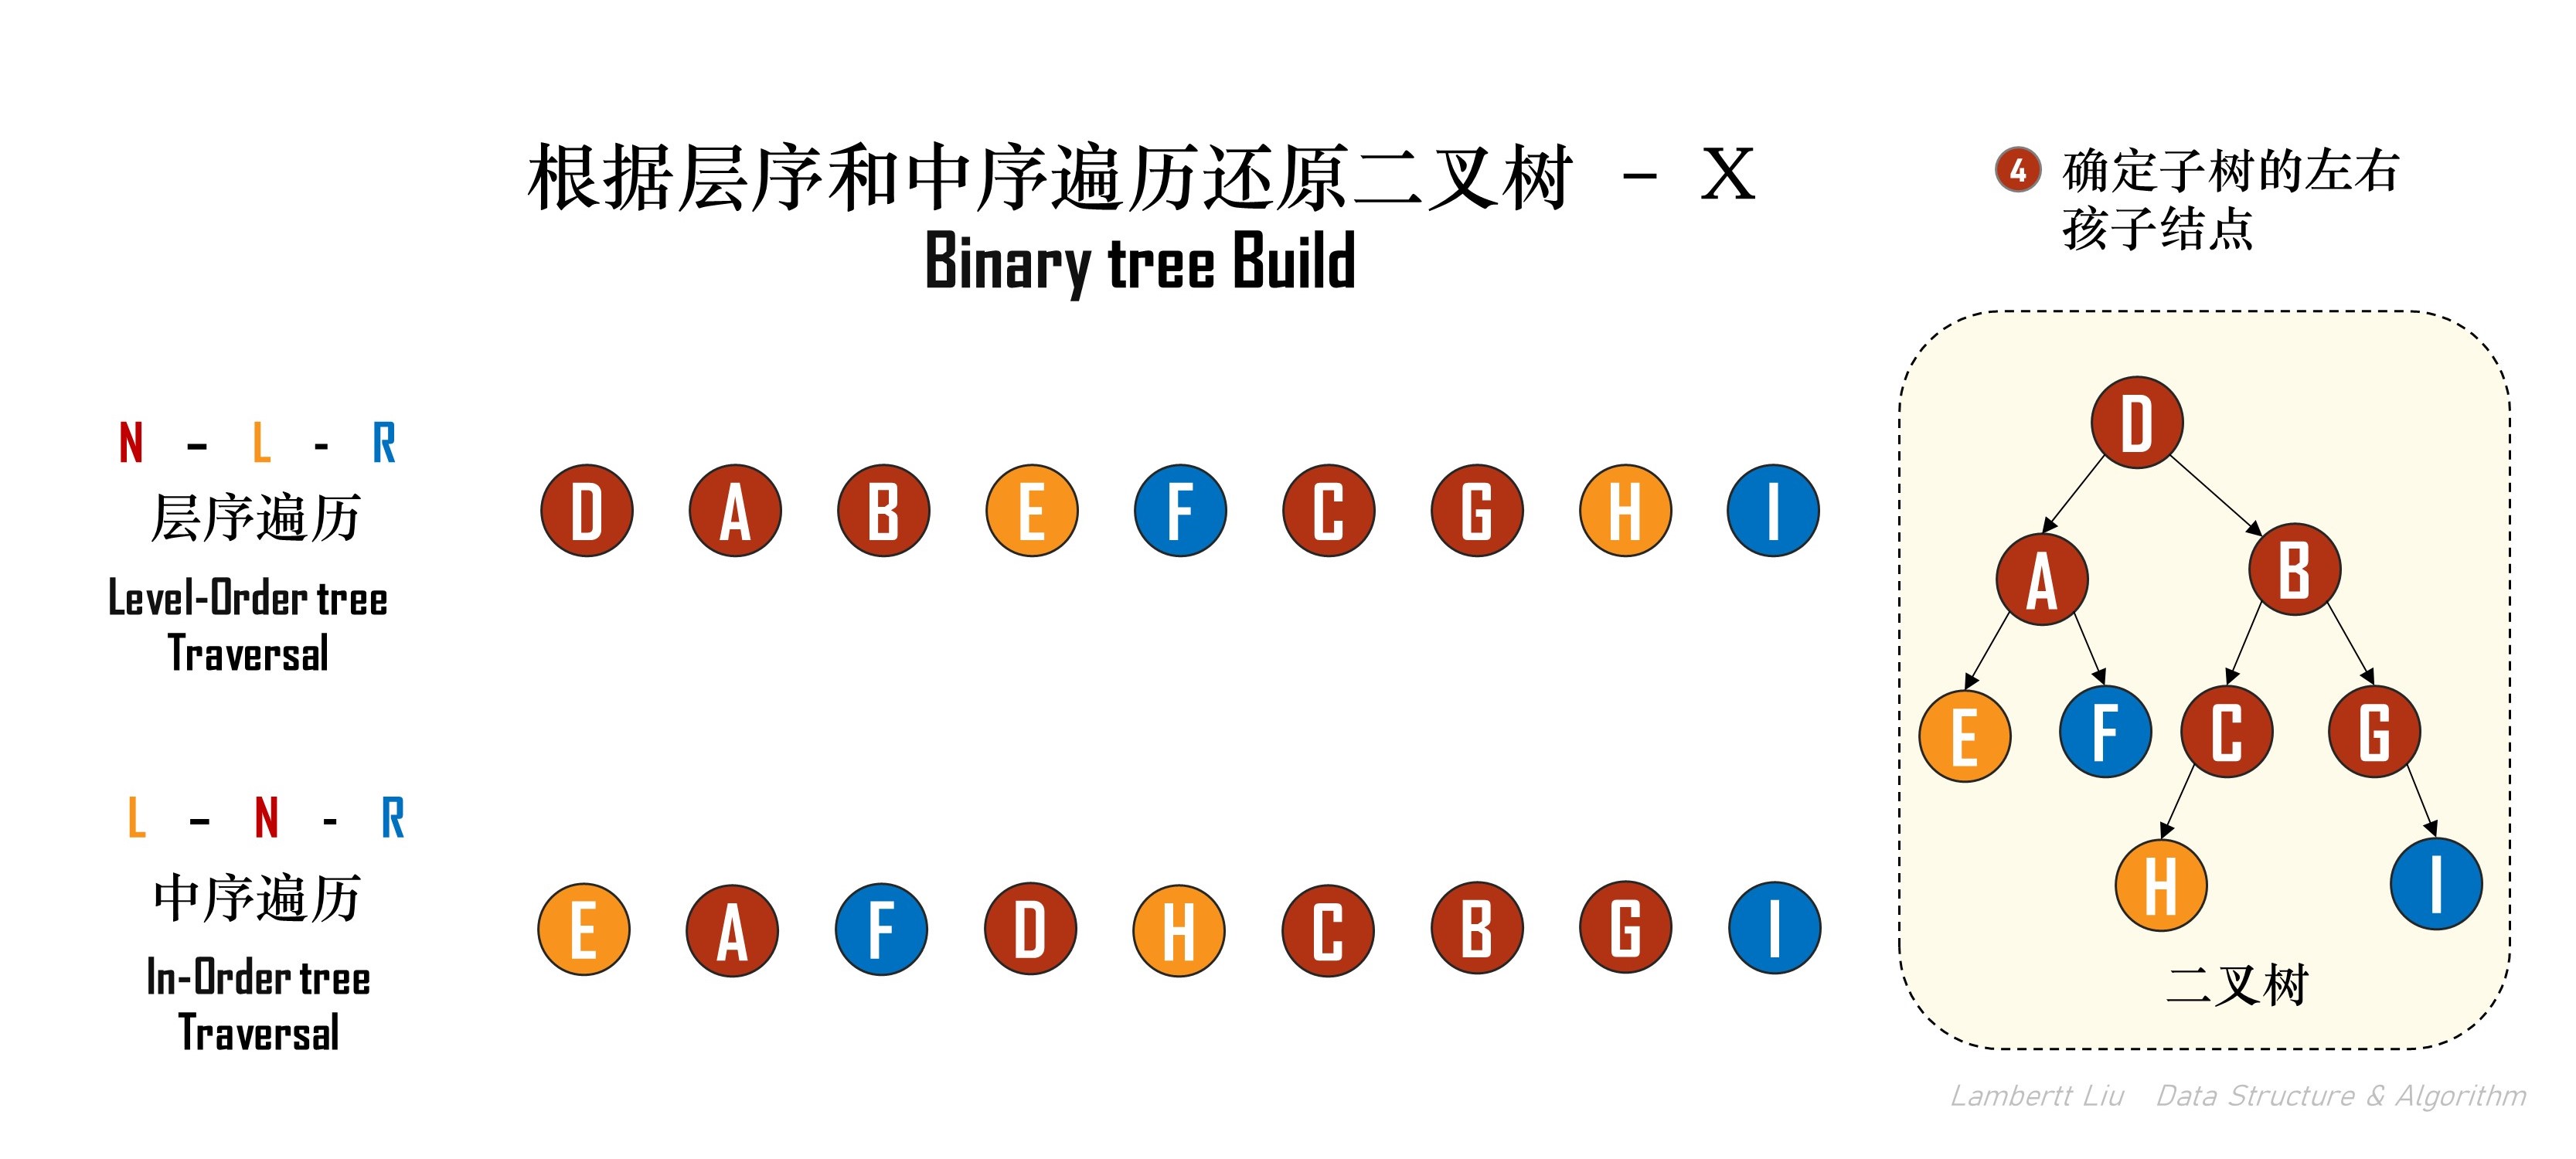 根据层序和中序遍历还原二叉树 - X
Binary tree Build
4 确定子树的左右
孩子结点
N - L - R
层序遍历
Level-Order tree
Traversal
D A B E F C G H I
L - N - R
中序遍历
In-Order tree
Traversal
E A F D H C B G I
D
A B
E F C G
H I
二叉树
Lambertt Liu Data Structure & Algorithm